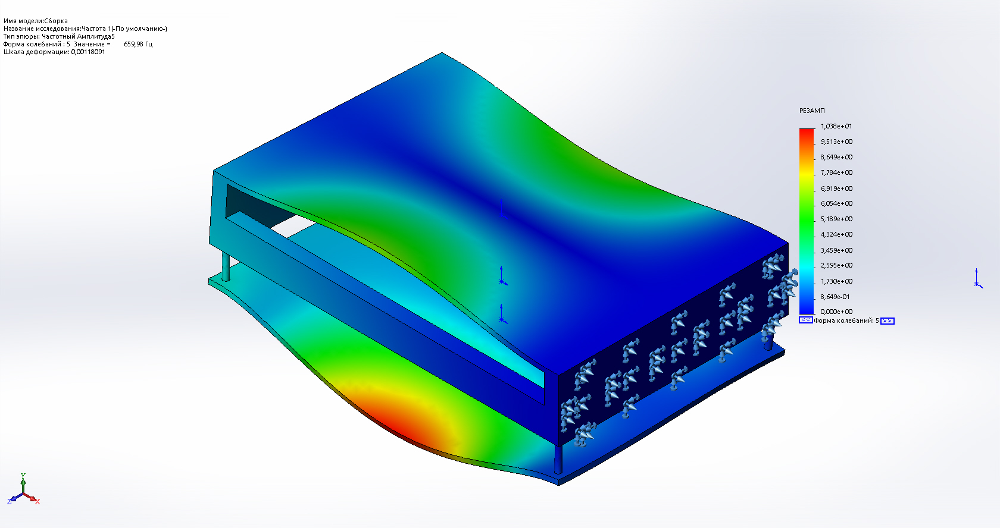 Имя модели:Сборка
Название исследования:Частота 1(-По умолчанию-)
Тип эпюры: Частотный Амплитуда5
Форма колебаний : 5 Значение = 659,98 Гц
Шкала деформации: 0,00118091
РЕЗАМП
1,038e+01
9,513e+00
8,649e+00
7,784e+00
6,919e+00
6,054e+00
5,189e+00
4,324e+00
3,459e+00
2,595e+00
1,730e+00
8,649e-01
0,000e+00
<< Форма колебаний: 5 >>
Y
Z X